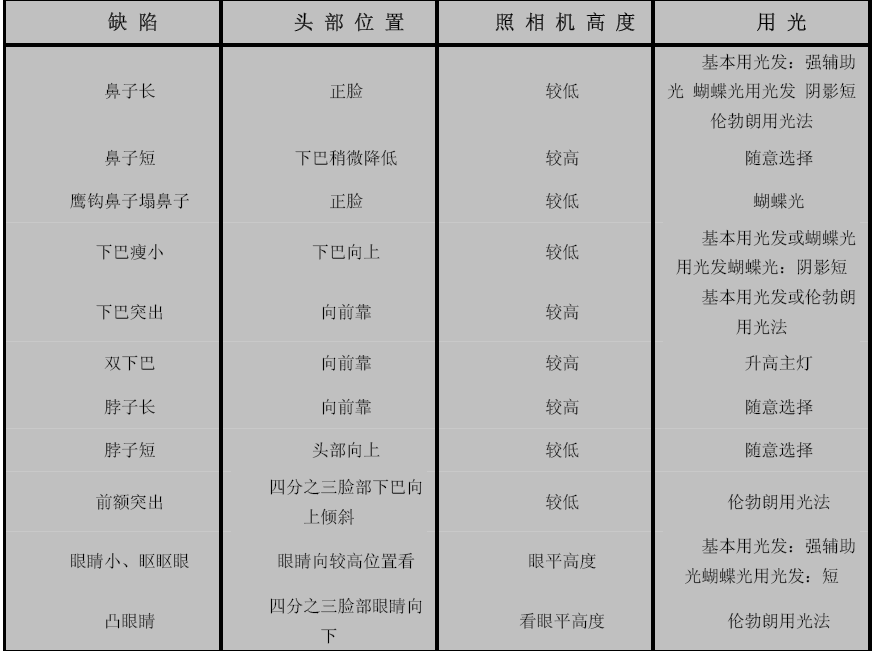 缺陷 头部位置 照相机高度 用光
鼻子长 正脸 较低 基本用光发：强辅助
光 蝴蝶光用光发 阴影短
伦勃朗用光法
鼻子短 下巴稍微降低 较高 随意选择
鹰钩鼻子塌鼻子 正脸 较低 蝴蝶光
下巴瘦小 下巴向上 较低 基本用光发或蝴蝶光
用光发蝴蝶光：阴影短
下巴突出 向前靠 较高 基本用光发或伦勃朗
用光法
双下巴 向前靠 较高 升高主灯
脖子长 向前靠 较高 随意选择
脖子短 头部向上 较低 随意选择
前额突出 四分之三脸部下巴向
上倾斜 较低 伦勃朗用光法
眼睛小、眍眍眼 眼睛向较高位置看 眼平高度 基本用光发：强辅助
光蝴蝶光用光发：短
凸眼睛 四分之三脸部眼睛向
下 看眼平高度 伦勃朗用光法